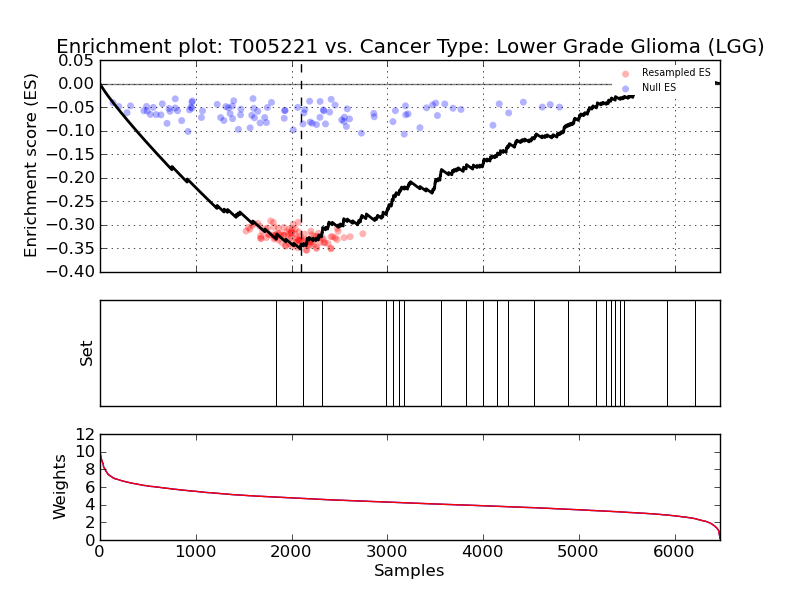 Enrichment plot: T005221 vs. Cancer Type: Lower Grade Glioma (LGG)
Enrichment score (ES)
0.05
0.00
−0.05
−0.10
−0.15
−0.20
−0.25
−0.30
−0.35
−0.40
Resampled ES
Null ES
Set
Weights
12
10
8
6
4
2
0
0 1000 2000 3000 4000 5000 6000
Samples